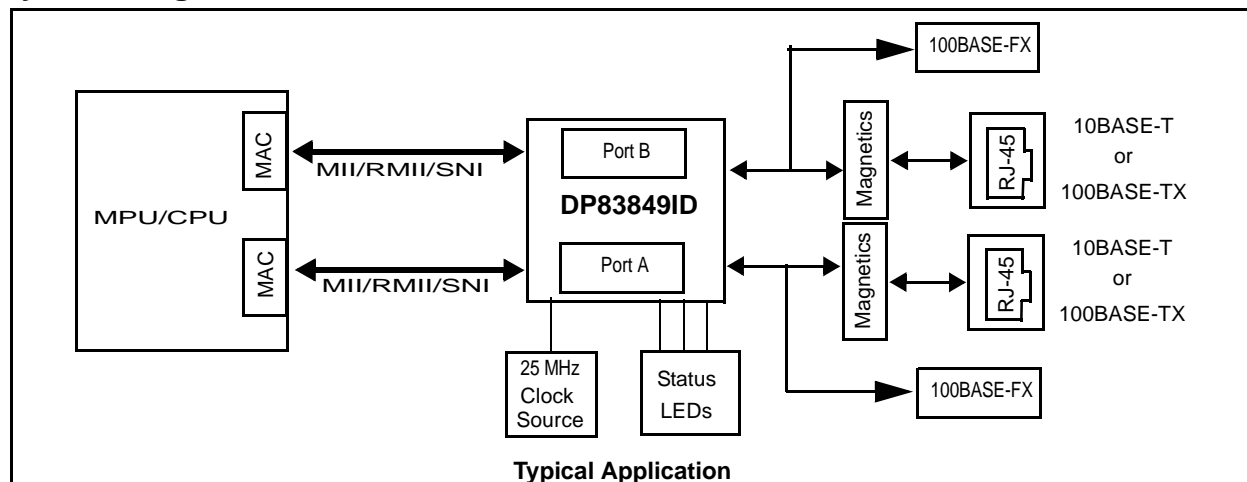 100BASE-FX
MAC
MII/RMII/SNI
Port B
Magnetics
RJ-45
10BASE-T
or
100BASE-TX
MPU/CPU
DP83849ID
MAC
MII/RMII/SNI
Port A
Magnetics
RJ-45
10BASE-T
or
100BASE-TX
25 MHz
Clock
Source
Status
LEDs
100BASE-FX
Typical Application